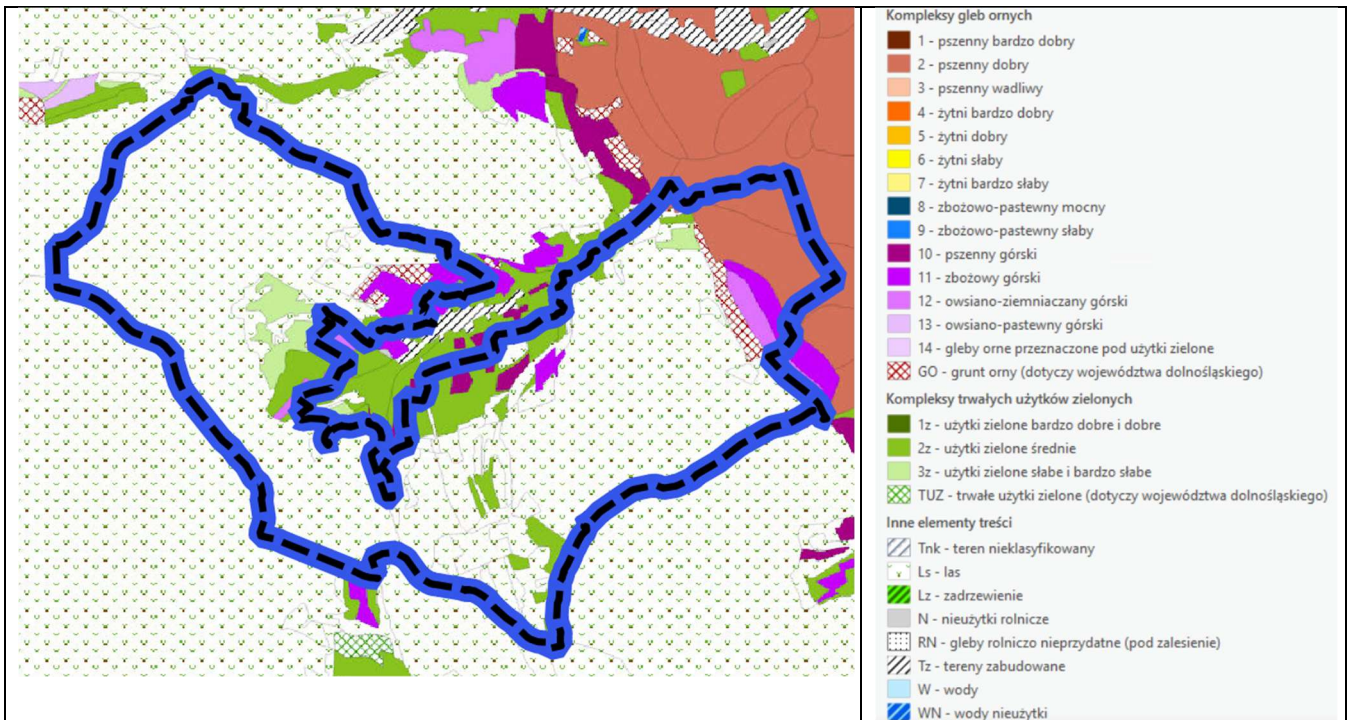 Kompleksy gleb ornych
1 - pszenny bardzo dobry
2 - pszenny dobry
3 - pszenny wadliwy
4 - żytni bardzo dobry
5 - żytni dobry
6 - żytni słaby
7 - żytni bardzo słaby
8 - zbożowo-pastewny mocny
9 - zbożowo-pastewny słaby
10 - pszenny górski
11 - zbożowy górski
12 - owsiano-ziemniaczany górski
13 - owsiano-pastewny górski
14 - gleby orne przeznaczone pod użytki zielone
GO - grunt orny (dotyczy województwa dolnośląskiego)
Kompleksy trwałych użytków zielonych
1z - użytki zielone bardzo dobre i dobre
2z - użytki zielone średnie
3z - użytki zielone słabe i bardzo słabe
TUZ - trwałe użytki zielone (dotyczy województwa dolnośląskiego)
Inne elementy treści
Tnk - teren nieklasyfikowany
Ls - las
Lz - zadrzewienie
N - nieużytki rolnicze
RN - gleby rolniczo nieprzydatne (pod zalesienie)
Tz - tereny zabudowane
W - wody
WN - wody nieużytki